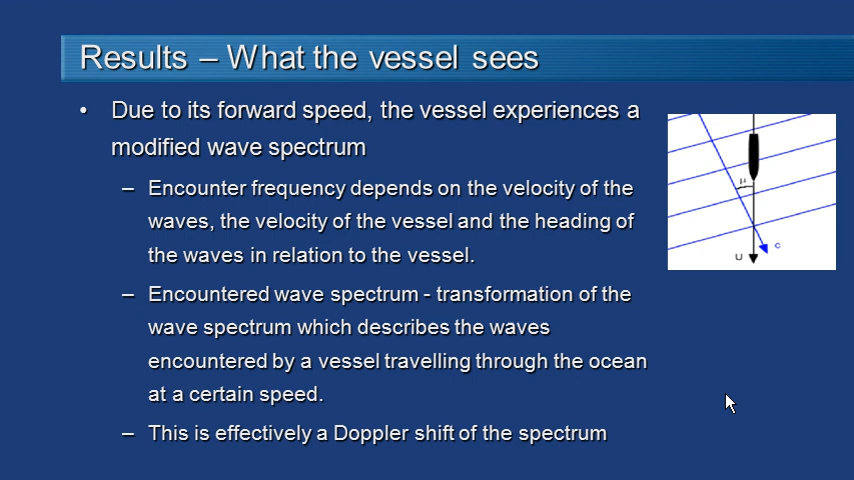 Results – What the vessel sees
• Due to its forward speed, the vessel experiences a
modified wave spectrum
– Encounter frequency depends on the velocity of the
waves, the velocity of the vessel and the heading of
the waves in relation to the vessel.
– Encountered wave spectrum - transformation of the
wave spectrum which describes the waves
encountered by a vessel travelling through the ocean
at a certain speed.
– This is effectively a Doppler shift of the spectrum
μ
U
c